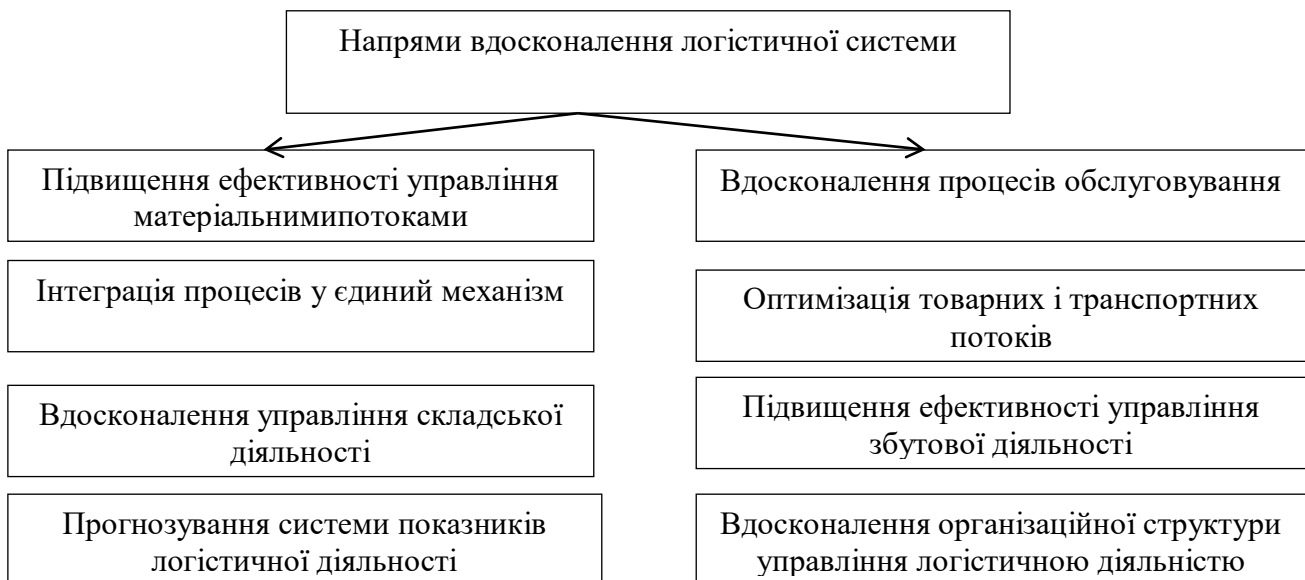 Напрями вдосконалення логістичної системи
Підвищення ефективності управління
матеріальнимипотоками
Вдосконалення процесів обслуговування
Інтеграція процесів у єдиний механізм
Оптимізація товарних і транспортних
потоків
Вдосконалення управління складської
діяльності
Підвищення ефективності управління
збутової діяльності
Прогнозування системи показників
логістичної діяльності
Вдосконалення організаційної структури
управління логістичною діяльністю